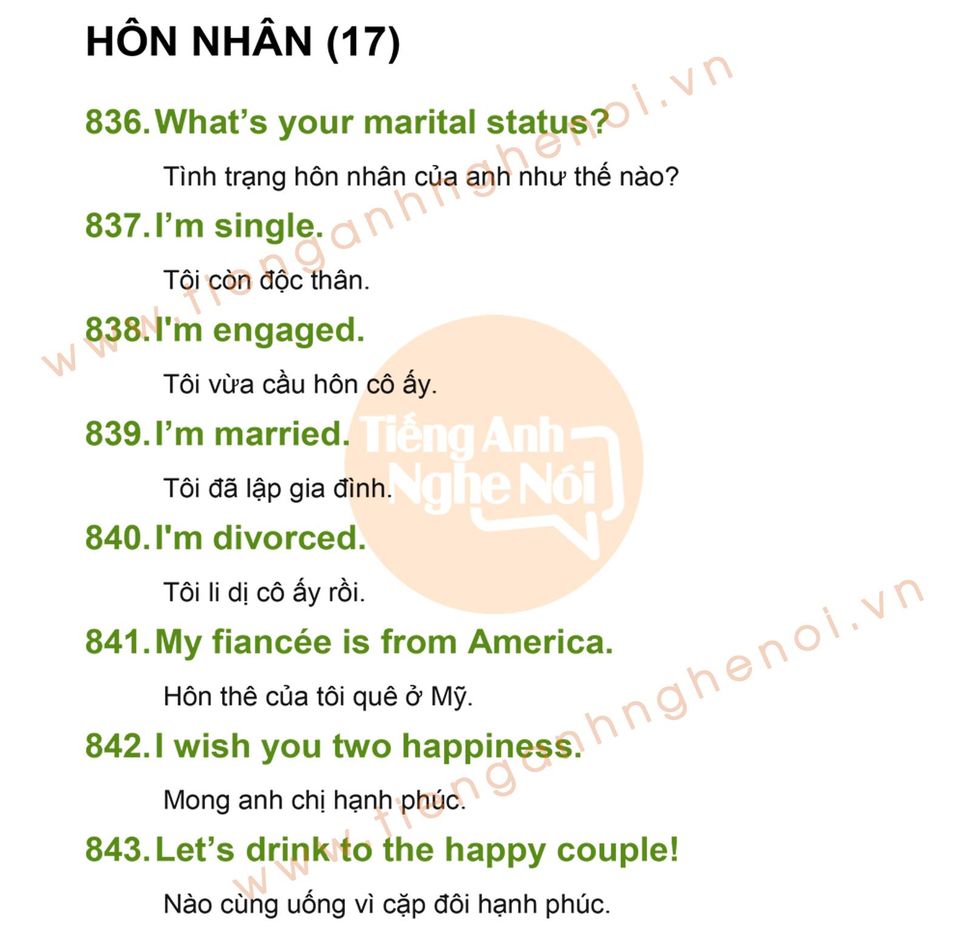 HÔN NHÂN (17)
836. What’s your marital status?
Tình trạng hôn nhân của anh như thế nào?
837. I’m single.
Tôi còn độc thân.
838. I'm engaged.
Tôi vừa cầu hôn cô ấy.
839. I’m married.
Tôi đã lập gia đình.
840. I'm divorced.
Tôi li dị cô ấy rồi.
841. My fiancée is from America.
Hôn thê của tôi quê ở Mỹ.
842. I wish you two happiness.
Mong anh chị hạnh phúc.
843. Let’s drink to the happy couple!
Nào cùng uống vì cặp đôi hạnh phúc.
Tiếng Anh
Nghe Nói
www.tienganhnghenoi.vn
www.tienganhnghenoi.vn